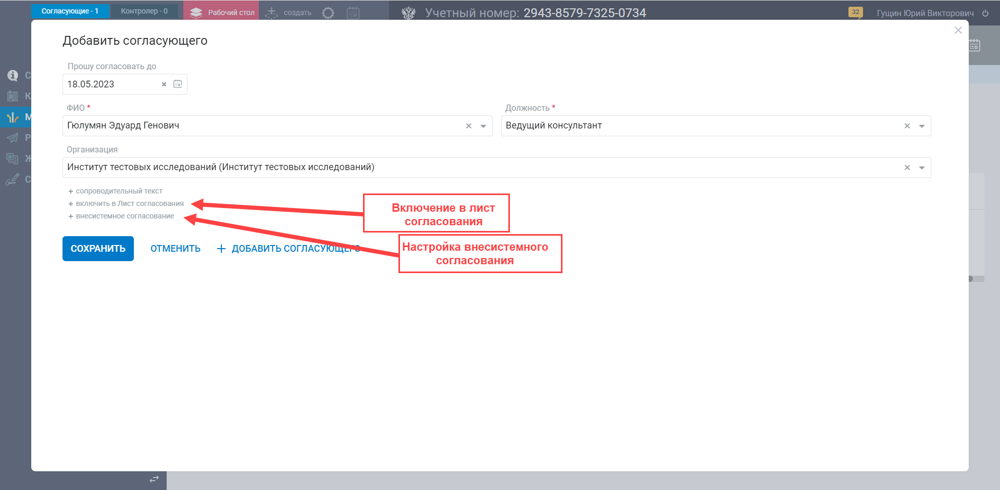 Согласующие - 1
Контролер - 0
Рабочий стол
создать
Учетный номер: 2943-8579-7325-0734
32
Гущин Юрий Викторович
Добавить согласующего
Прошу согласовать до
18.05.2023
ФИО *
Должность *
Гюлумян Эдуард Генович
Ведущий консультант
Организация
Институт тестовых исследований (Институт тестовых исследований)
+ сопроводительный текст
+ включить в Лист согласования
+ внесистемное согласование
Включение в лист
согласования
СОХРАНИТЬ
ОТМЕНИТЬ
+ ДОБАВИТЬ СОГЛАСУЮЩЕГО
Настройка внесистемного
согласования
С
К
М
Р
Ж
С